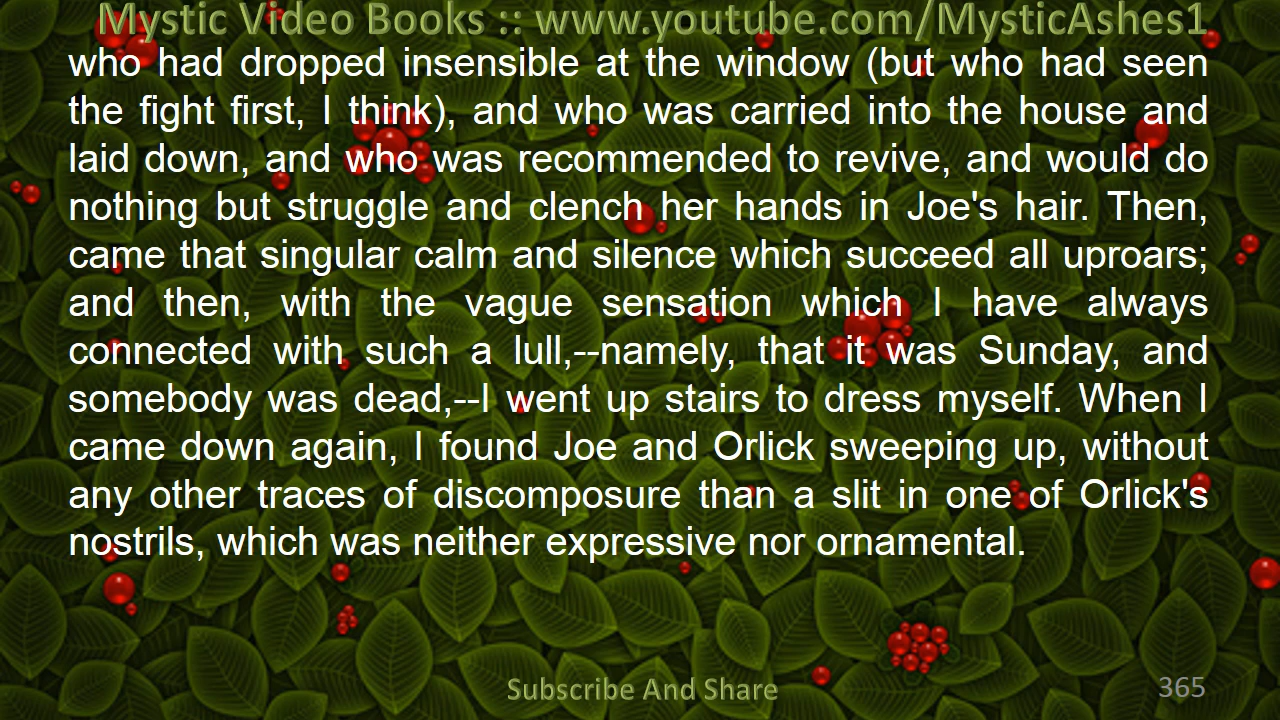 Mystic Video Books :: www.youtube.com/MysticAshes1
who had dropped insensible at the window (but who had seen
the fight first, I think), and who was carried into the house and
laid down, and who was recommended to revive, and would do
nothing but struggle and clench her hands in Joe's hair. Then,
came that singular calm and silence which succeed all uproars;
and then, with the vague sensation which I have always
connected with such a lull,--namely, that it was Sunday, and
somebody was dead,--I went up stairs to dress myself. When I
came down again, I found Joe and Orlick sweeping up, without
any other traces of discomposure than a slit in one of Orlick's
nostrils, which was neither expressive nor ornamental.
Subscribe And Share
365